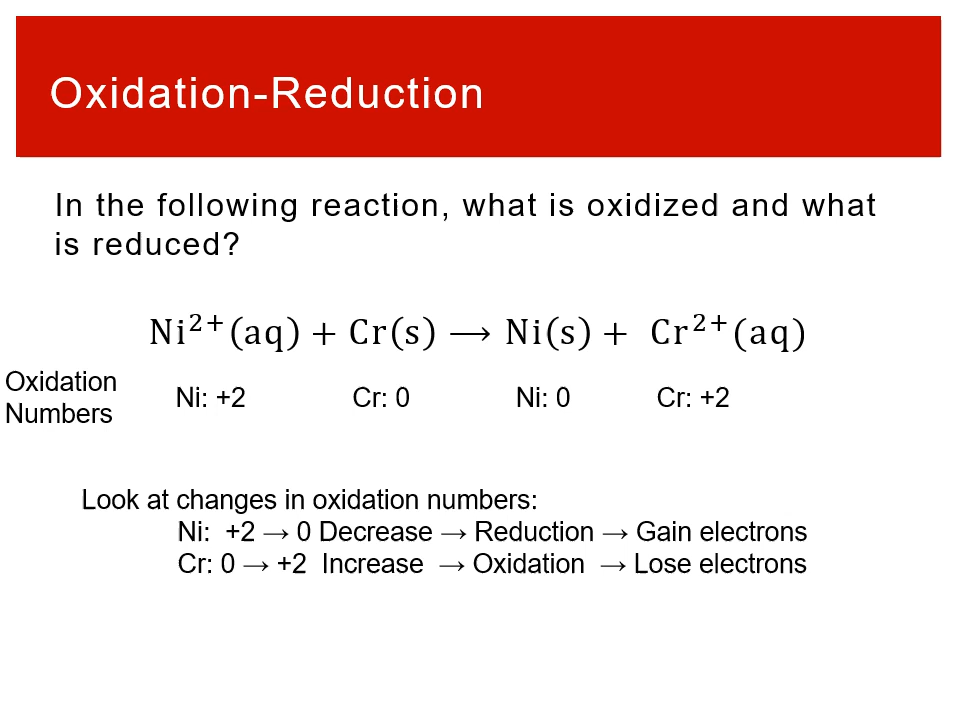 Oxidation-Reduction
In the following reaction, what is oxidized and what
is reduced?
Ni²⁺(aq) + Cr(s) ⟶ Ni(s) + Cr²⁺(aq)
Oxidation
Numbers
Ni: +2 Cr: 0 Ni: 0 Cr: +2
Look at changes in oxidation numbers:
Ni: +2 → 0 Decrease → Reduction → Gain electrons
Cr: 0 → +2 Increase → Oxidation → Lose electrons